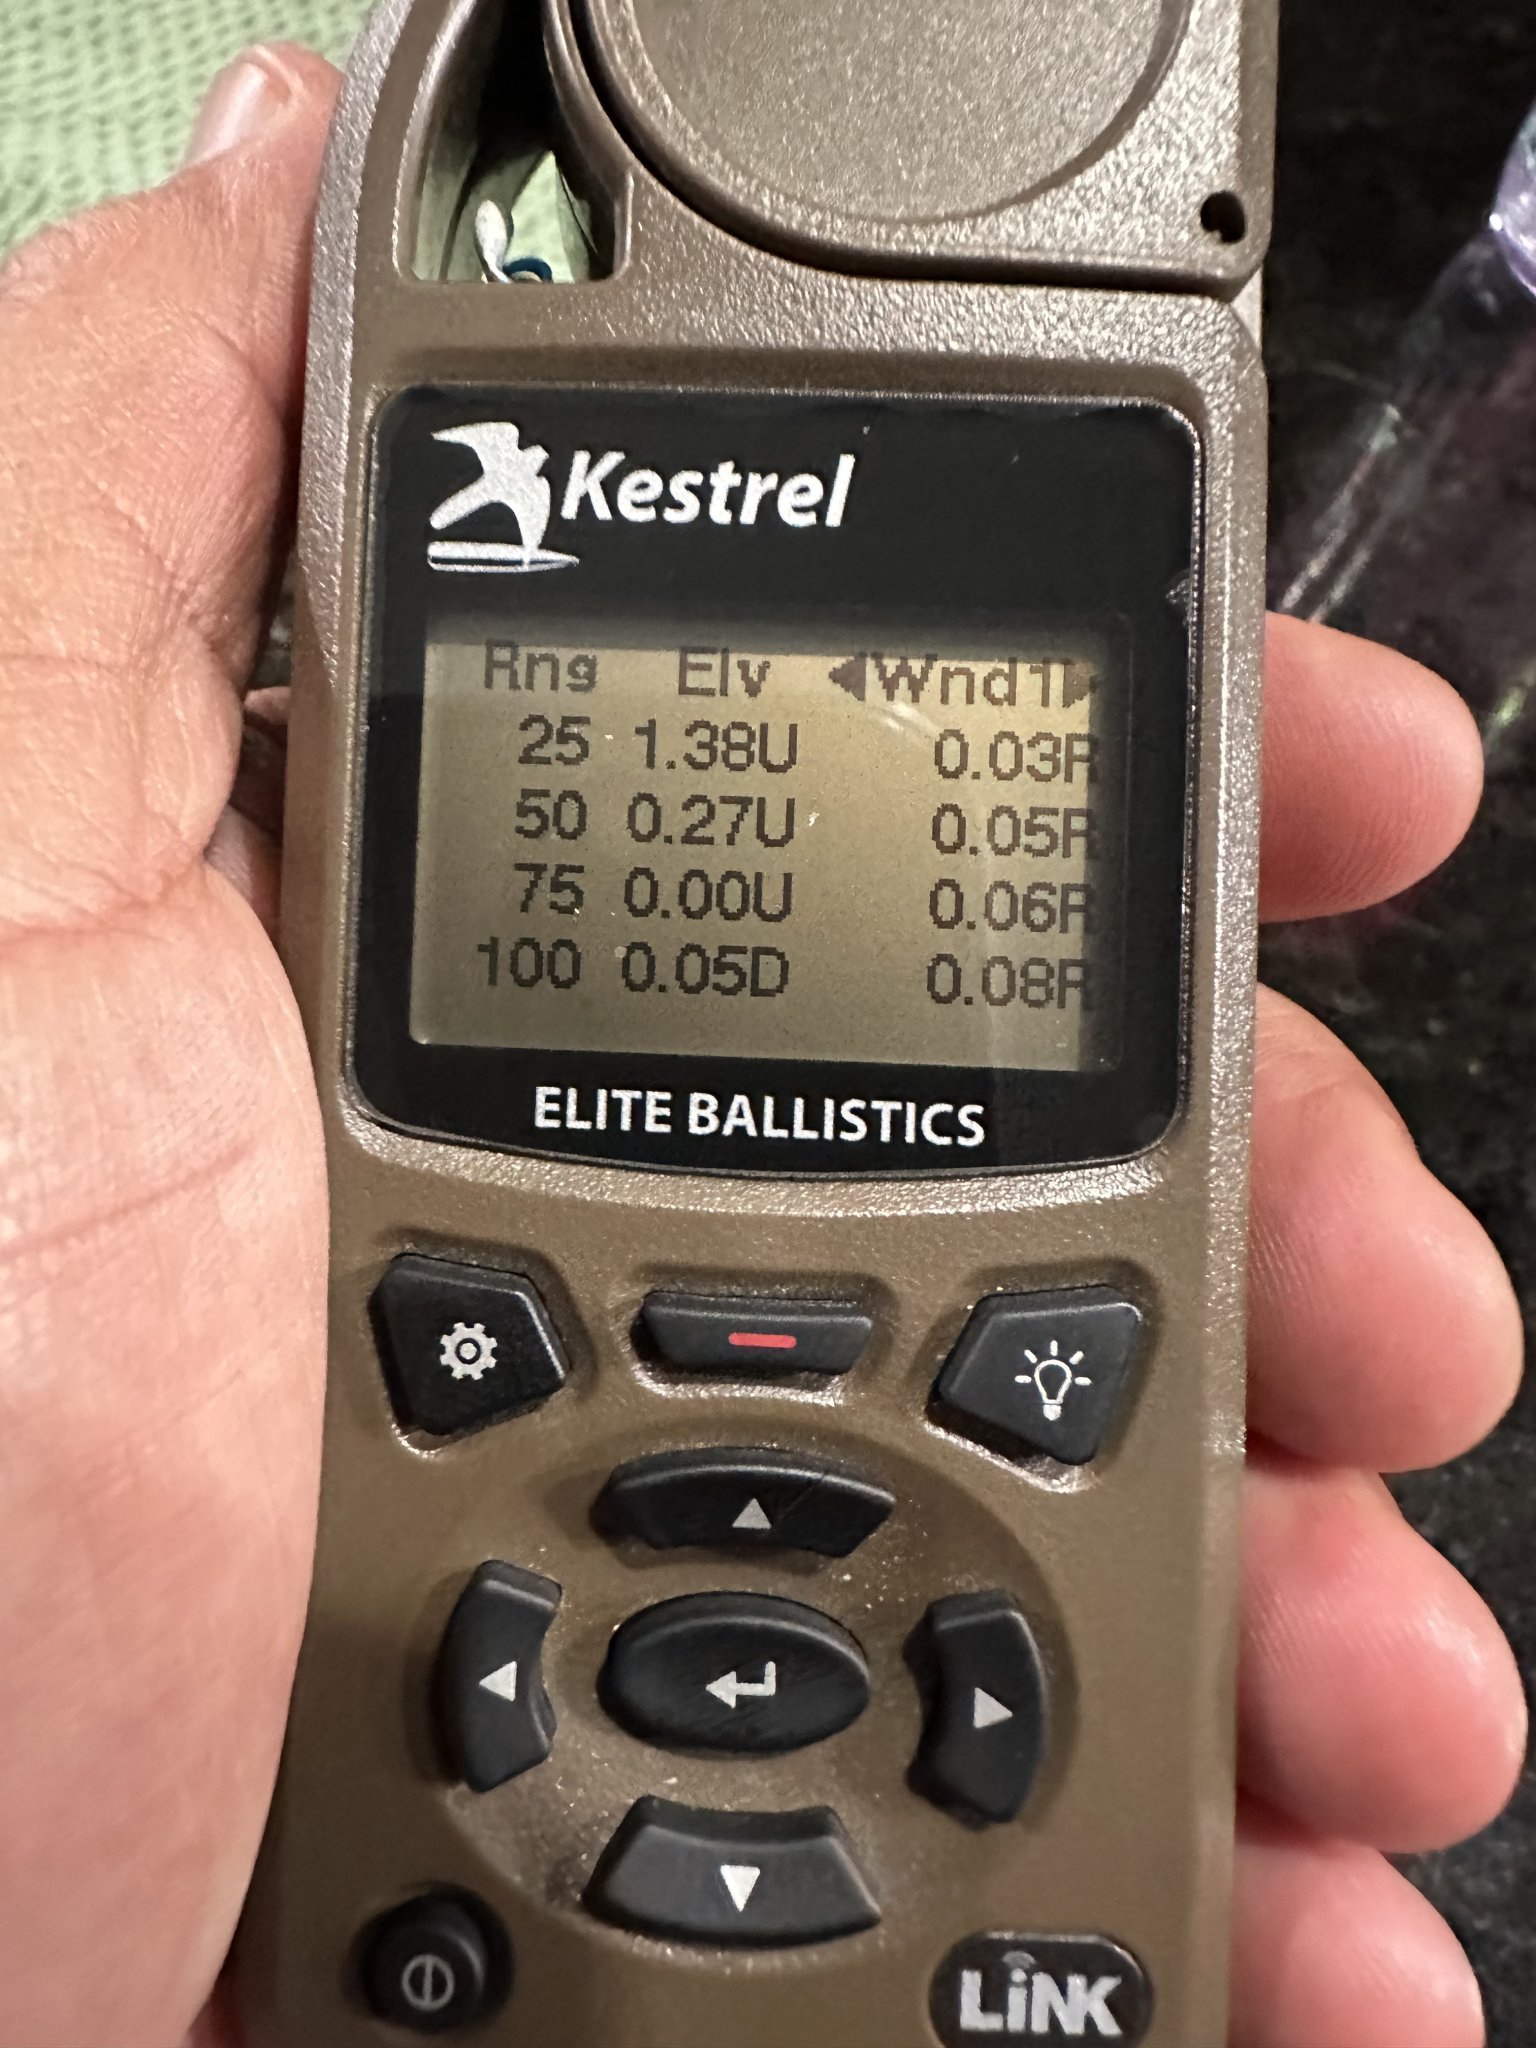 Kestrel
Rng Elv ◀Wnd1▶
25 1.38U 0.03R
50 0.27U 0.05R
75 0.00U 0.06R
100 0.05D 0.08R
ELITE BALLISTICS
LiNK